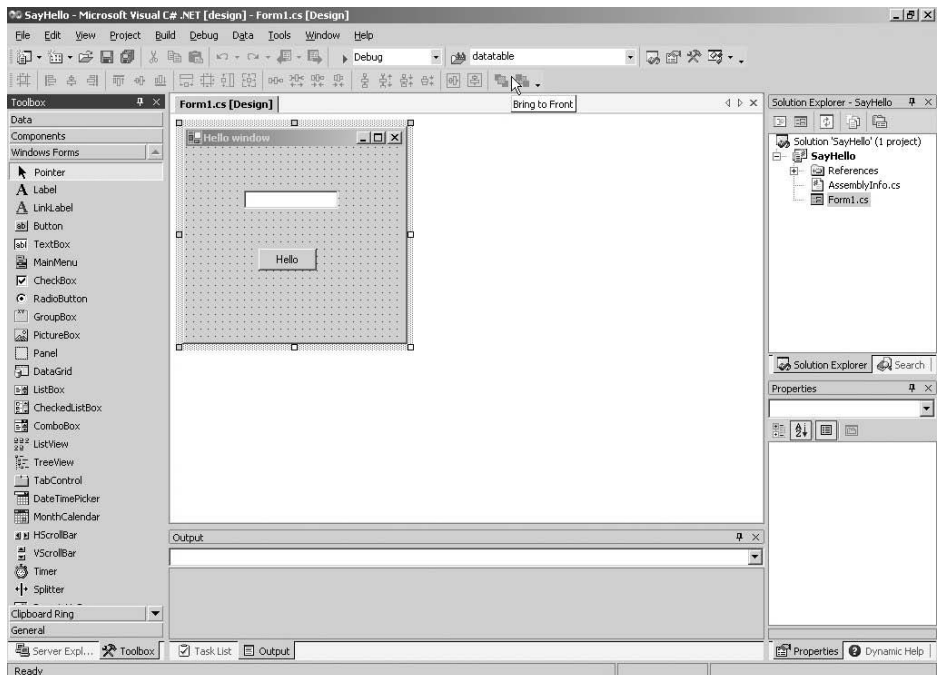 SayHello - Microsoft Visual C# .NET [design] - Form1.cs [Design]
File Edit View Project Build Debug Data Tools Window Help
Debug datatable
Toolbox
Data
Components
Windows Forms
Pointer
Label
LinkLabel
Button
TextBox
MainMenu
CheckBox
RadioButton
GroupBox
PictureBox
Panel
DataGrid
ListBox
CheckedListBox
ComboBox
ListView
TreeView
TabControl
DateTimePicker
MonthCalendar
HScrollBar
VScrollBar
Timer
Splitter
Clipboard Ring
General
Server Expl... Toolbox
Form1.cs [Design]
Bring to Front
Hello window
Hello
Output
Task List Output
Solution Explorer - SayHello
Solution 'SayHello' (1 project)
SayHello
References
AssemblyInfo.cs
Form1.cs
Solution Explorer Search
Properties
Properties Dynamic Help
Ready